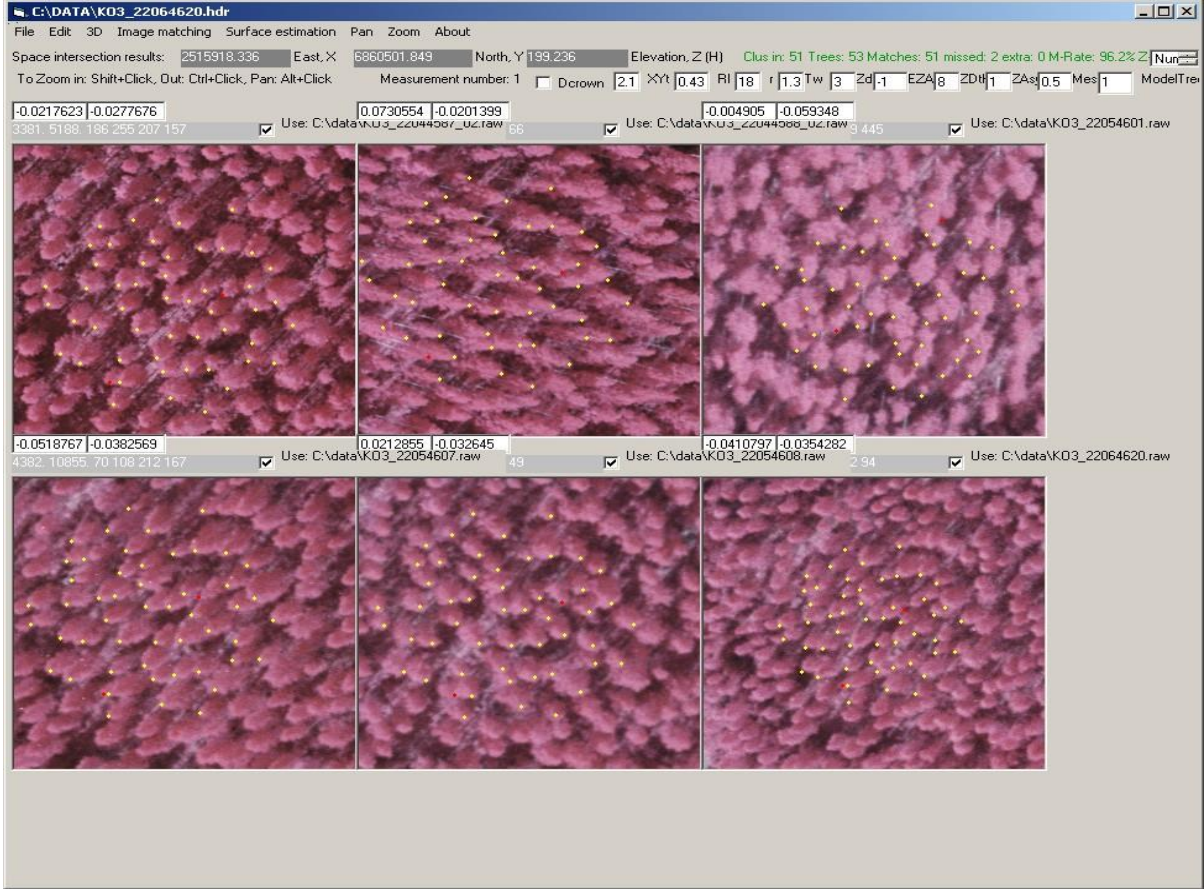 C:\DATA\KO3_22064620.hdr
File Edit 3D Image matching Surface estimation Pan Zoom About
Space intersection results: 2515918.336 East, X 6860501.849 North, Y 199.236 Elevation, Z (H) Clus in: 51 Trees: 53 Matches: 51 missed: 2 extra: 0 M-Rate: 96.2% Z Num
To Zoom in: Shift+Click, Out: Ctrl+Click, Pan: Alt+Click Measurement number: 1 Dcrown 2.1 XYt 0.43 Rl 18 r 1.3 Tw 3 Zd -1 EZA 8 ZDt 1 ZAs 0.5 Mes 1 ModelTre
-0.0217623 -0.0277676 0.0730554 -0.0201399 -0.004905 -0.059348
3381. 5188. 186 255 207 157 Use: C:\data\KO3_22044587_02.raw 66 Use: C:\data\KO3_22044588_02.raw 9 445 Use: C:\data\KO3_22054601.raw
-0.0518767 -0.0382569 0.0212855 -0.032645 -0.0410797 -0.0354282
4382. 10855. 70 108 212 167 Use: C:\data\KO3_22054607.raw 49 Use: C:\data\KO3_22054608.raw 2 94 Use: C:\data\KO3_22064620.raw